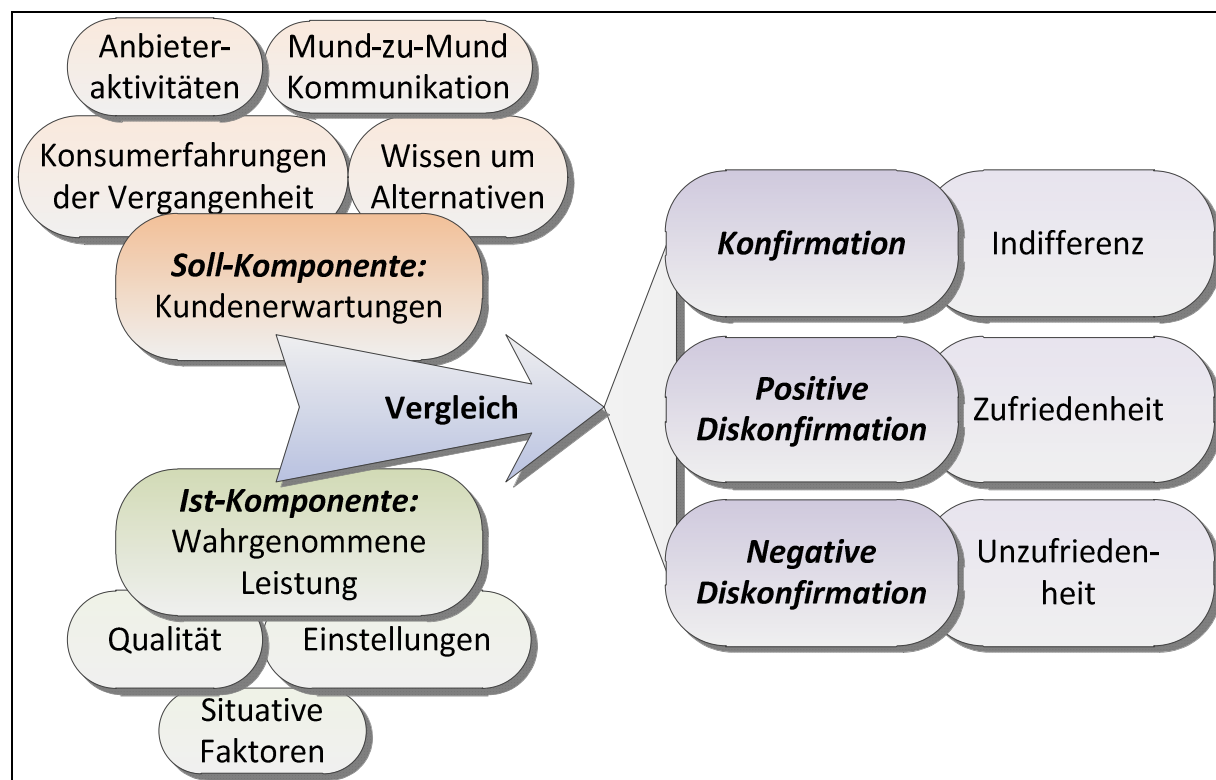 Anbieter-
aktivitäten
Mund-zu-Mund
Kommunikation
Konsumerfahrungen
der Vergangenheit
Wissen um
Alternativen
Soll-Komponente:
Kundenerwartungen
Vergleich
Ist-Komponente:
Wahrgenommene
Leistung
Qualität
Einstellungen
Situative
Faktoren
Konfirmation
Indifferenz
Positive
Diskonfirmation
Zufriedenheit
Negative
Diskonfirmation
Unzufrieden-
heit